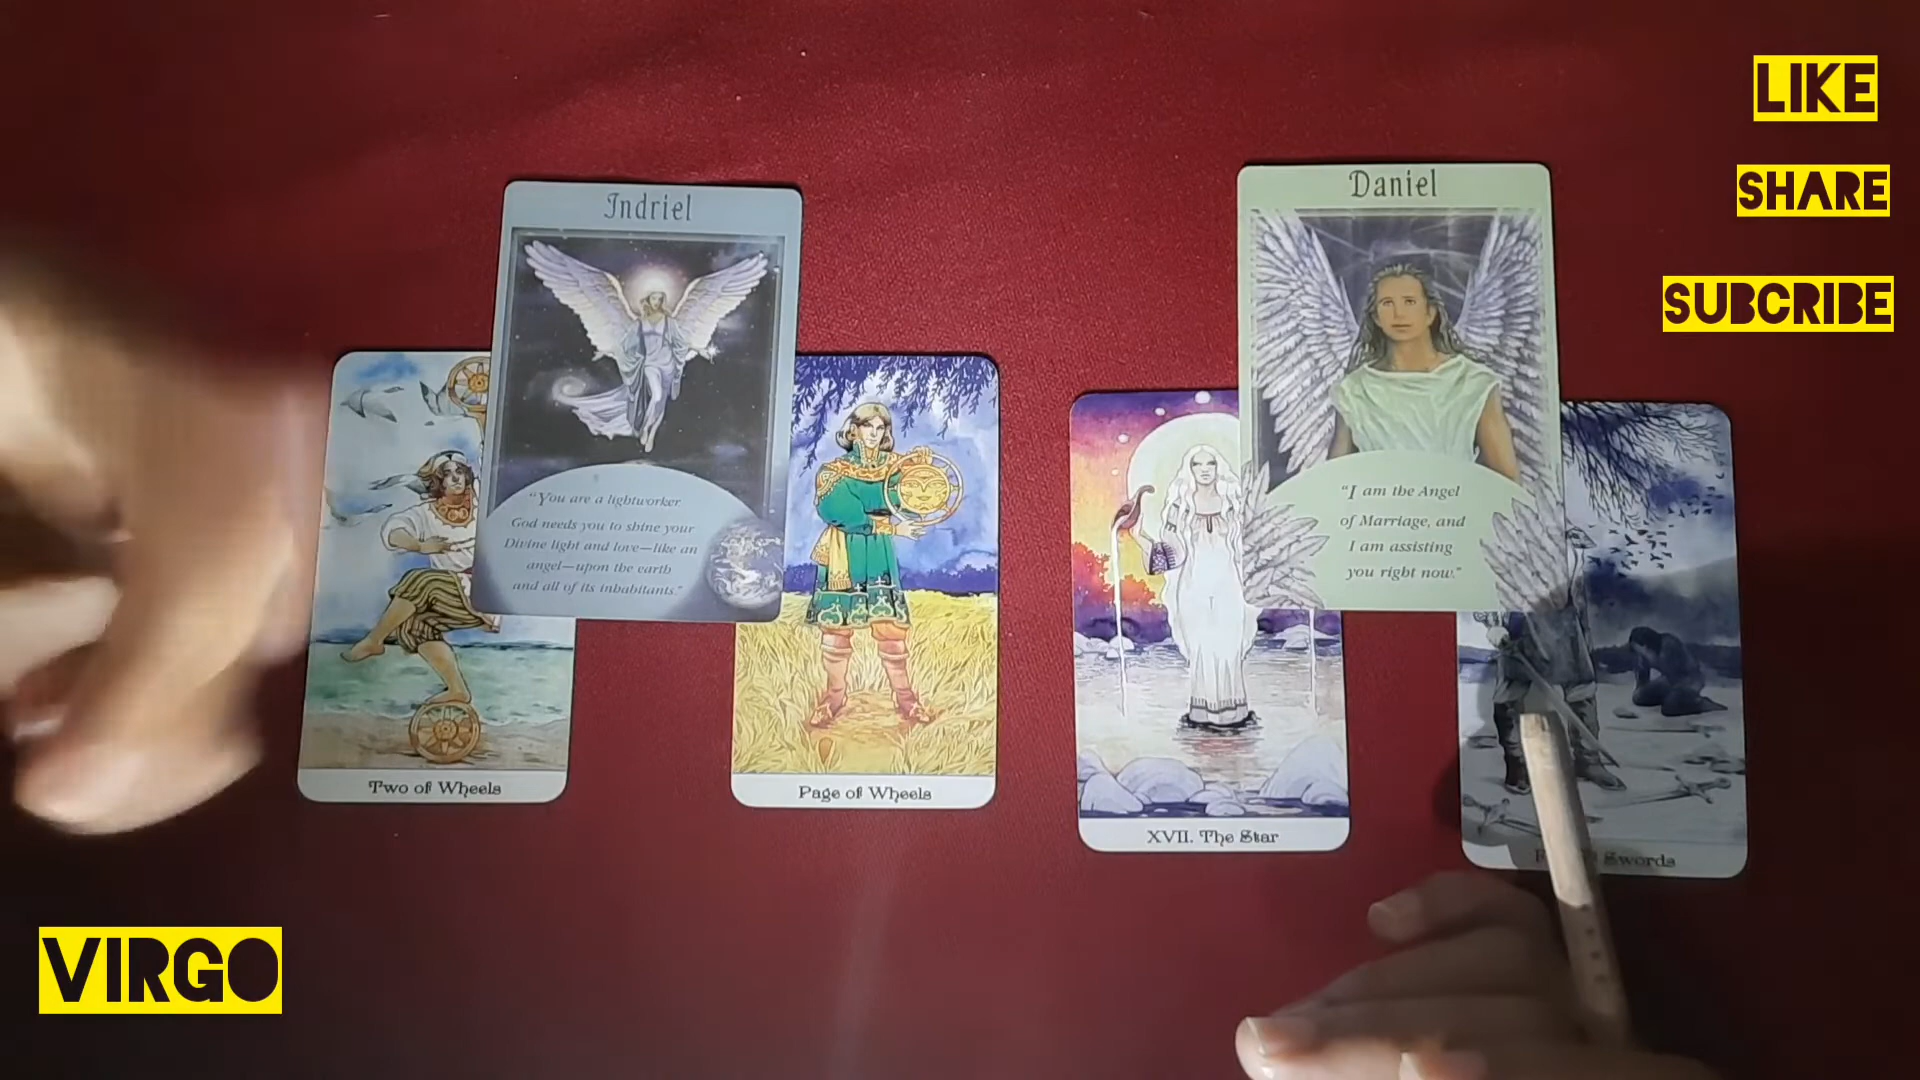 LIKE
SHARE
SUBCRIBE
Indriel
"You are a lightworker.
God needs you to shine your
Divine light and love—like an
angel—upon the earth
and all of its inhabitants."
Daniel
"I am the Angel
of Marriage, and
I am assisting
you right now."
Two of Wheels
Page of Wheels
XVII. The Star
Swords
VIRGO